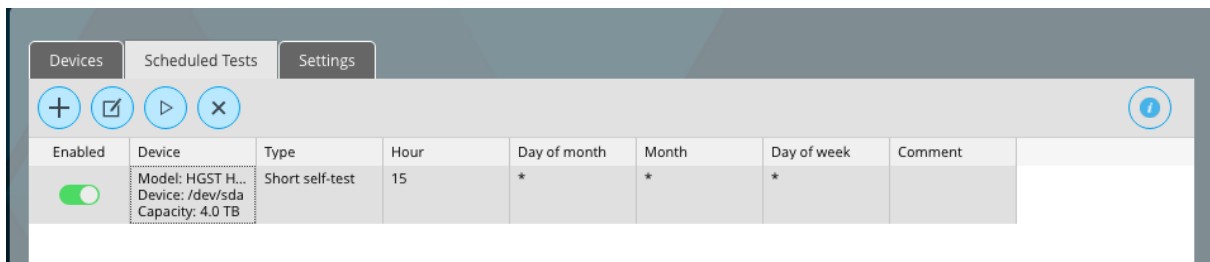 Devices Scheduled Tests Settings
Enabled Device Type Hour Day of month Month Day of week Comment
Model: HGST H... Short self-test 15 * * *
Device: /dev/sda
Capacity: 4.0 TB